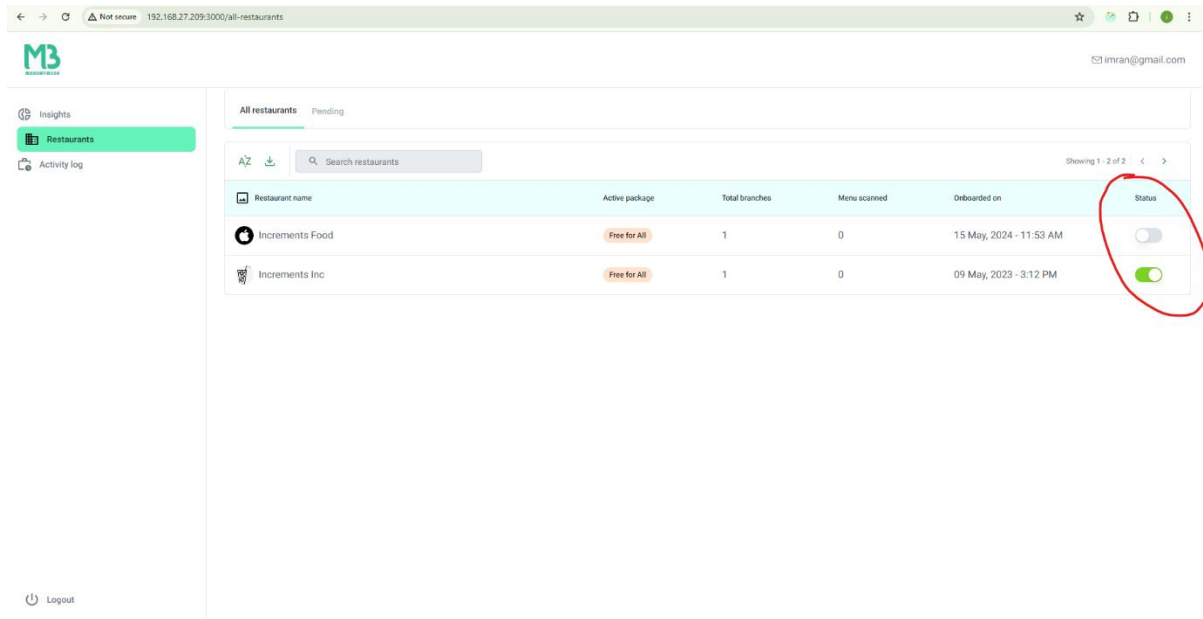 Not secure 192.168.27.209:3000/all-restaurants
M3
imran@gmail.com
Insights
Restaurants
Activity log
All restaurants Pending
AZ Search restaurants Showing 1 - 2 of 2
Restaurant name Active package Total branches Menu scanned Onboarded on Status
Increments Food Free for All 1 0 15 May, 2024 - 11:53 AM
Increments Inc Free for All 1 0 09 May, 2023 - 3:12 PM
Logout